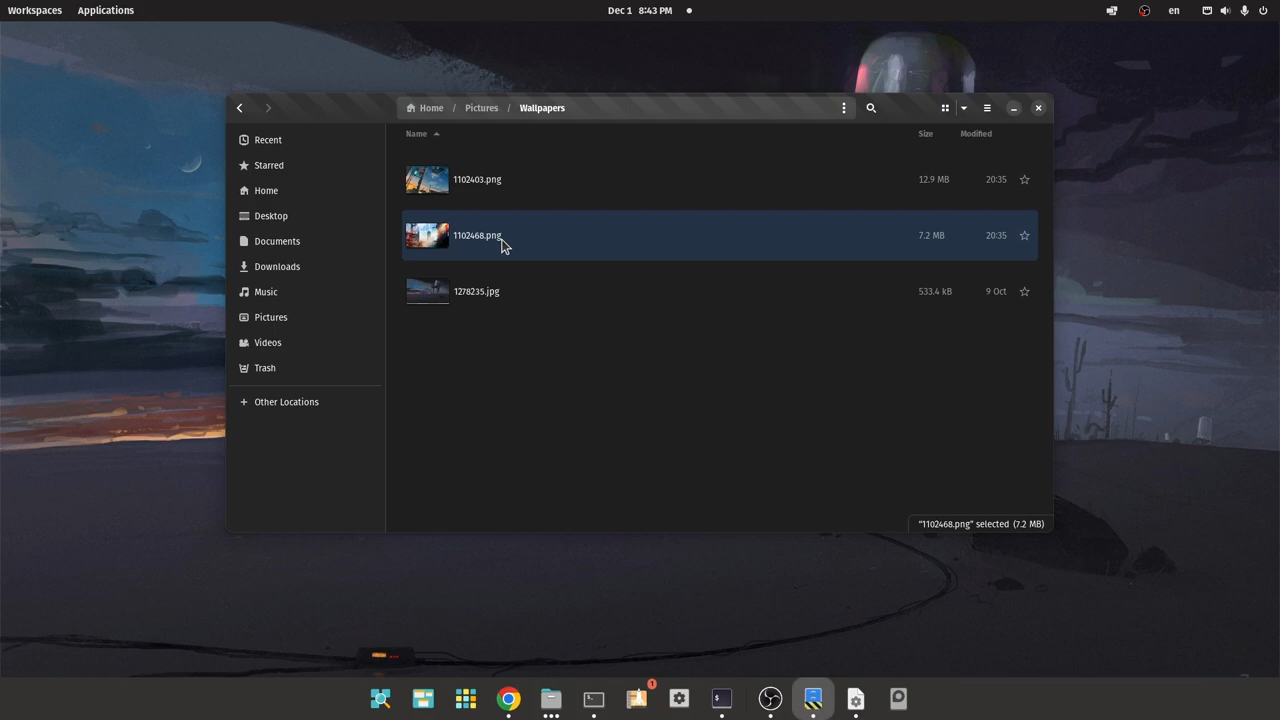 Workspaces Applications Dec 1 8:43 PM en
Home / Pictures / Wallpapers
Recent
Starred
Home
Desktop
Documents
Downloads
Music
Pictures
Videos
Trash
Other Locations
Name Size Modified
1102403.png 12.9 MB 20:35
1102468.png 7.2 MB 20:35
1278235.jpg 533.4 kB 9 Oct
"1102468.png" selected (7.2 MB)
1